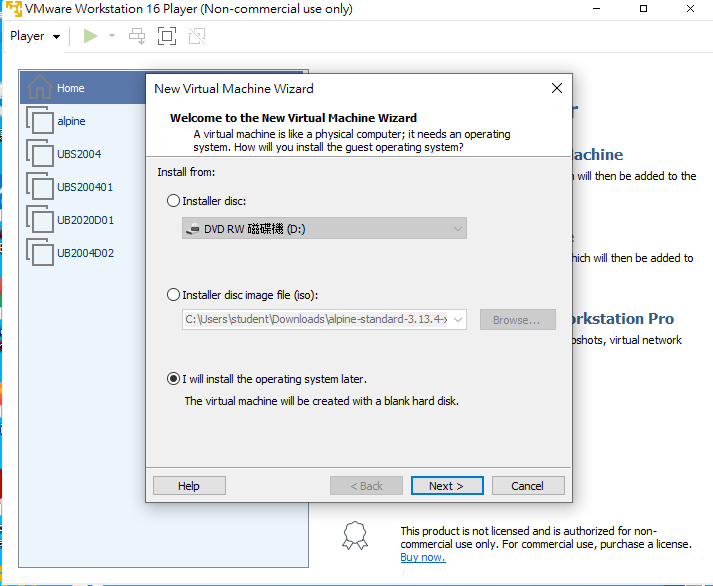 VMware Workstation 16 Player (Non-commercial use only)
Player
Home
alpine
UBS2004
UBS200401
UB2020D01
UB2004D02
New Virtual Machine Wizard
Welcome to the New Virtual Machine Wizard
A virtual machine is like a physical computer; it needs an operating
system. How will you install the guest operating system?
Install from:
Installer disc:
DVD RW 磁碟機 (D:)
Installer disc image file (iso):
C:\Users\student\Downloads\alpine-standard-3.13.4-x
Browse...
I will install the operating system later.
The virtual machine will be created with a blank hard disk.
Help
< Back
Next >
Cancel
r
achine
will then be added to the
e
hich will then be added to
rkstation Pro
pshots, virtual network
This product is not licensed and is authorized for non-
commercial use only. For commercial use, purchase a license.
Buy now.